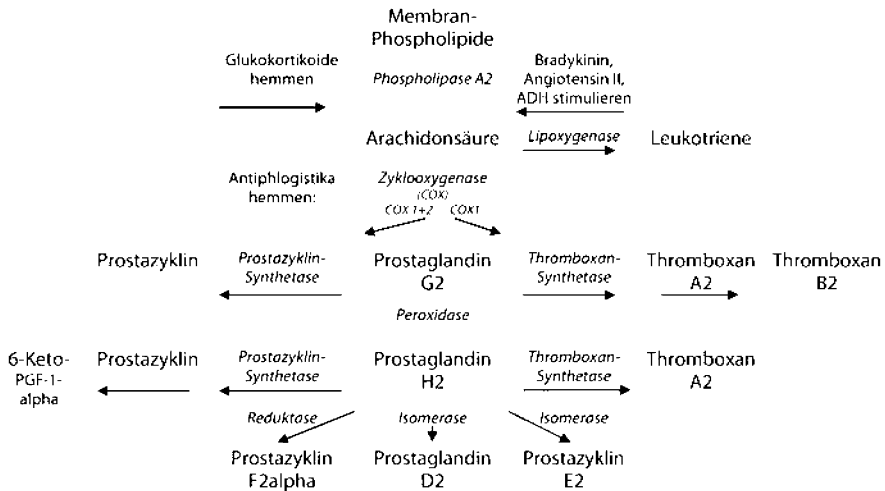 Membran-
Phospholipide
Glukokortikoide
hemmen
Phospholipase A2
Bradykinin,
Angiotensin II,
ADH stimulieren
Arachidonsäure
Lipoxygenase
Leukotriene
Antiphlogistika
hemmen:
Zyklooxygenase
(COX)
COX 1+2
COX1
Prostazyklin
Prostazyklin-
Synthetase
Prostaglandin
G2
Thromboxan-
Synthetase
Thromboxan
A2
Thromboxan
B2
Peroxidase
6-Keto-
PGF-1-
alpha
Prostazyklin
Prostazyklin-
Synthetase
Prostaglandin
H2
Thromboxan-
Synthetase
Thromboxan
A2
Reduktase
Isomerase
Isomerase
Prostazyklin
F2alpha
Prostaglandin
D2
Prostazyklin
E2